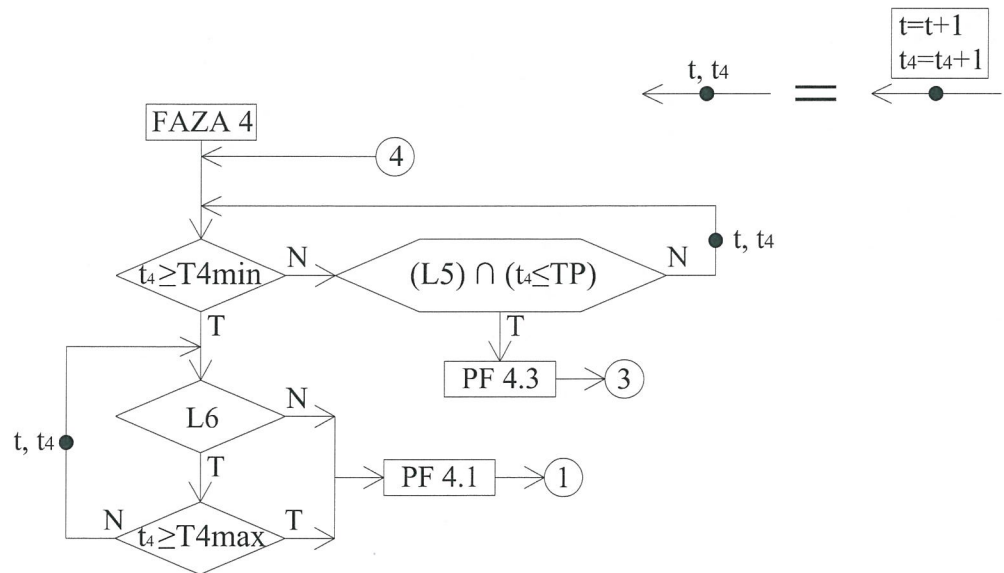 t=t+1
t4=t4+1
t, t4
=
FAZA 4
4
t, t4
t4≥T4min
N
(L5) ∩ (t4≤TP)
N
T
T
PF 4.3
3
L6
N
t, t4
T
PF 4.1
1
N
t4≥T4max
T